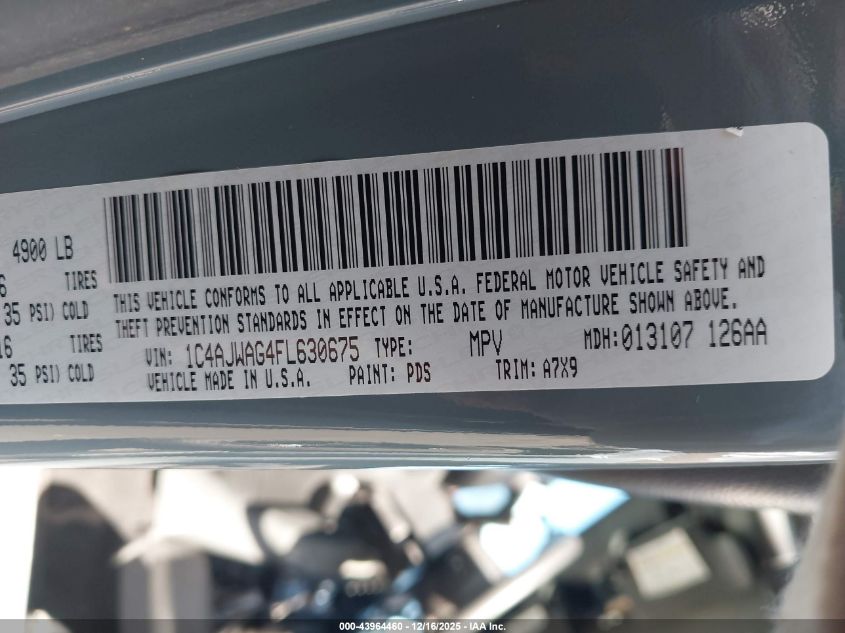 4900 LB
6 TIRES
35 PSI) COLD
16 TIRES
35 PSI) COLD
THIS VEHICLE CONFORMS TO ALL APPLICABLE U.S.A. FEDERAL MOTOR VEHICLE SAFETY AND
THEFT PREVENTION STANDARDS IN EFFECT ON THE DATE OF MANUFACTURE SHOWN ABOVE.
VIN: 1C4AJWAG4FL630675 TYPE: MPV MDH:013107 126AA
VEHICLE MADE IN U.S.A. PAINT: PDS TRIM: A7X9
000-43964460 - 12/16/2025 - IAA Inc.